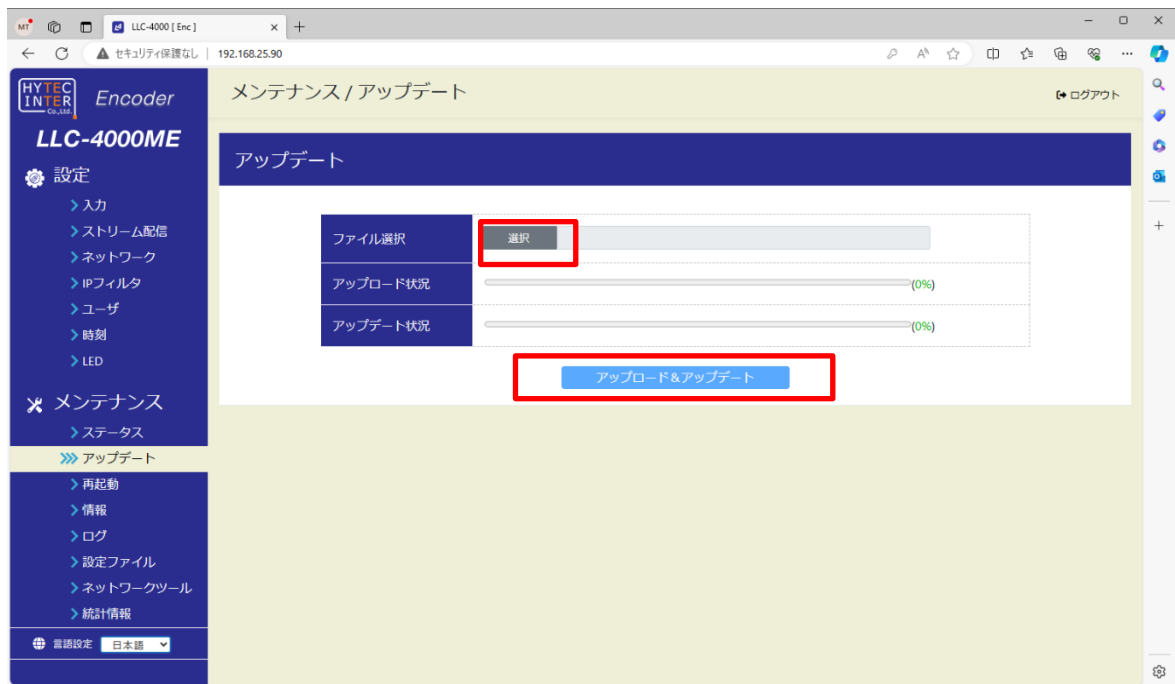 MT
LLC-4000 [ Enc ]
セキュリティ保護なし
192.168.25.90
HYTEC
INTER
Co.,Ltd.
Encoder
LLC-4000ME
設定
入力
ストリーム配信
ネットワーク
IPフィルタ
ユーザ
時刻
LED
メンテナンス
ステータス
アップデート
再起動
情報
ログ
設定ファイル
ネットワークツール
統計情報
言語設定 日本語
メンテナンス / アップデート
ログアウト
アップデート
ファイル選択 選択
アップロード状況 (0%)
アップデート状況 (0%)
アップロード&アップデート